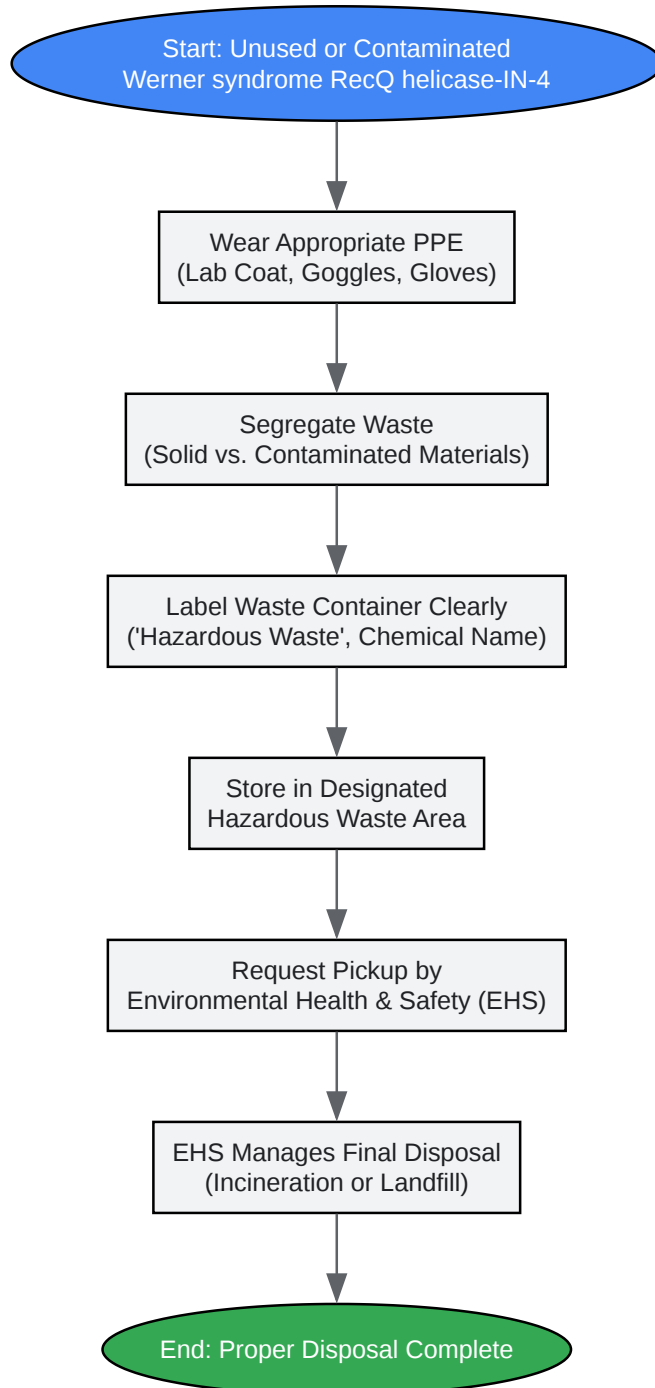 Start: Unused or Contaminated
Werner syndrome RecQ helicase-IN-4
Wear Appropriate PPE
(Lab Coat, Goggles, Gloves)
Segregate Waste
(Solid vs. Contaminated Materials)
Label Waste Container Clearly
('Hazardous Waste', Chemical Name)
Store in Designated
Hazardous Waste Area
Request Pickup by
Environmental Health & Safety (EHS)
EHS Manages Final Disposal
(Incineration or Landfill)
End: Proper Disposal Complete